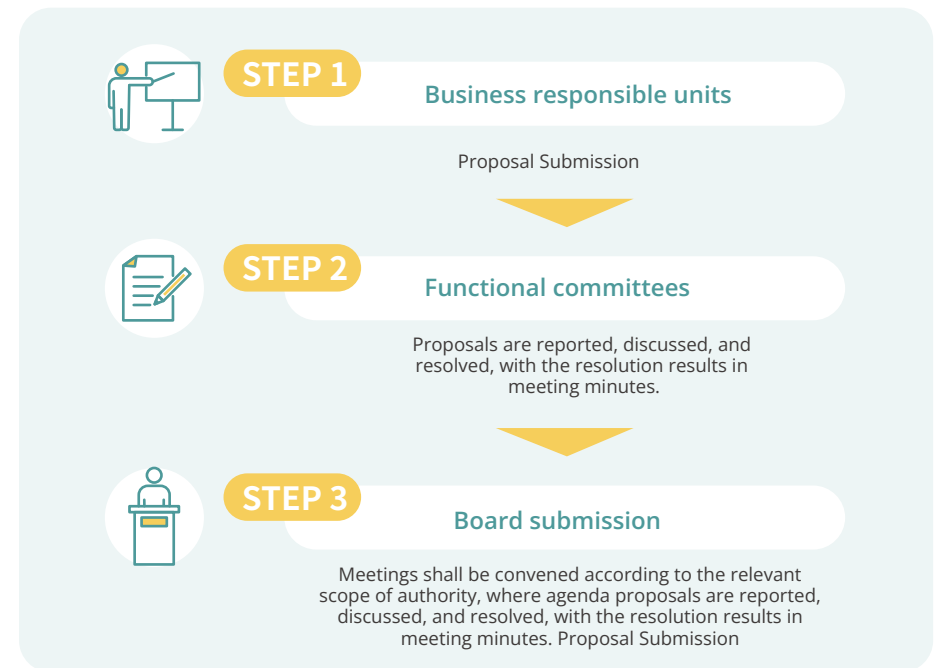 STEP 1
Business responsible units
Proposal Submission
STEP 2
Functional committees
Proposals are reported, discussed, and
resolved, with the resolution results in
meeting minutes.
STEP 3
Board submission
Meetings shall be convened according to the relevant
scope of authority, where agenda proposals are reported,
discussed, and resolved, with the resolution results in
meeting minutes. Proposal Submission